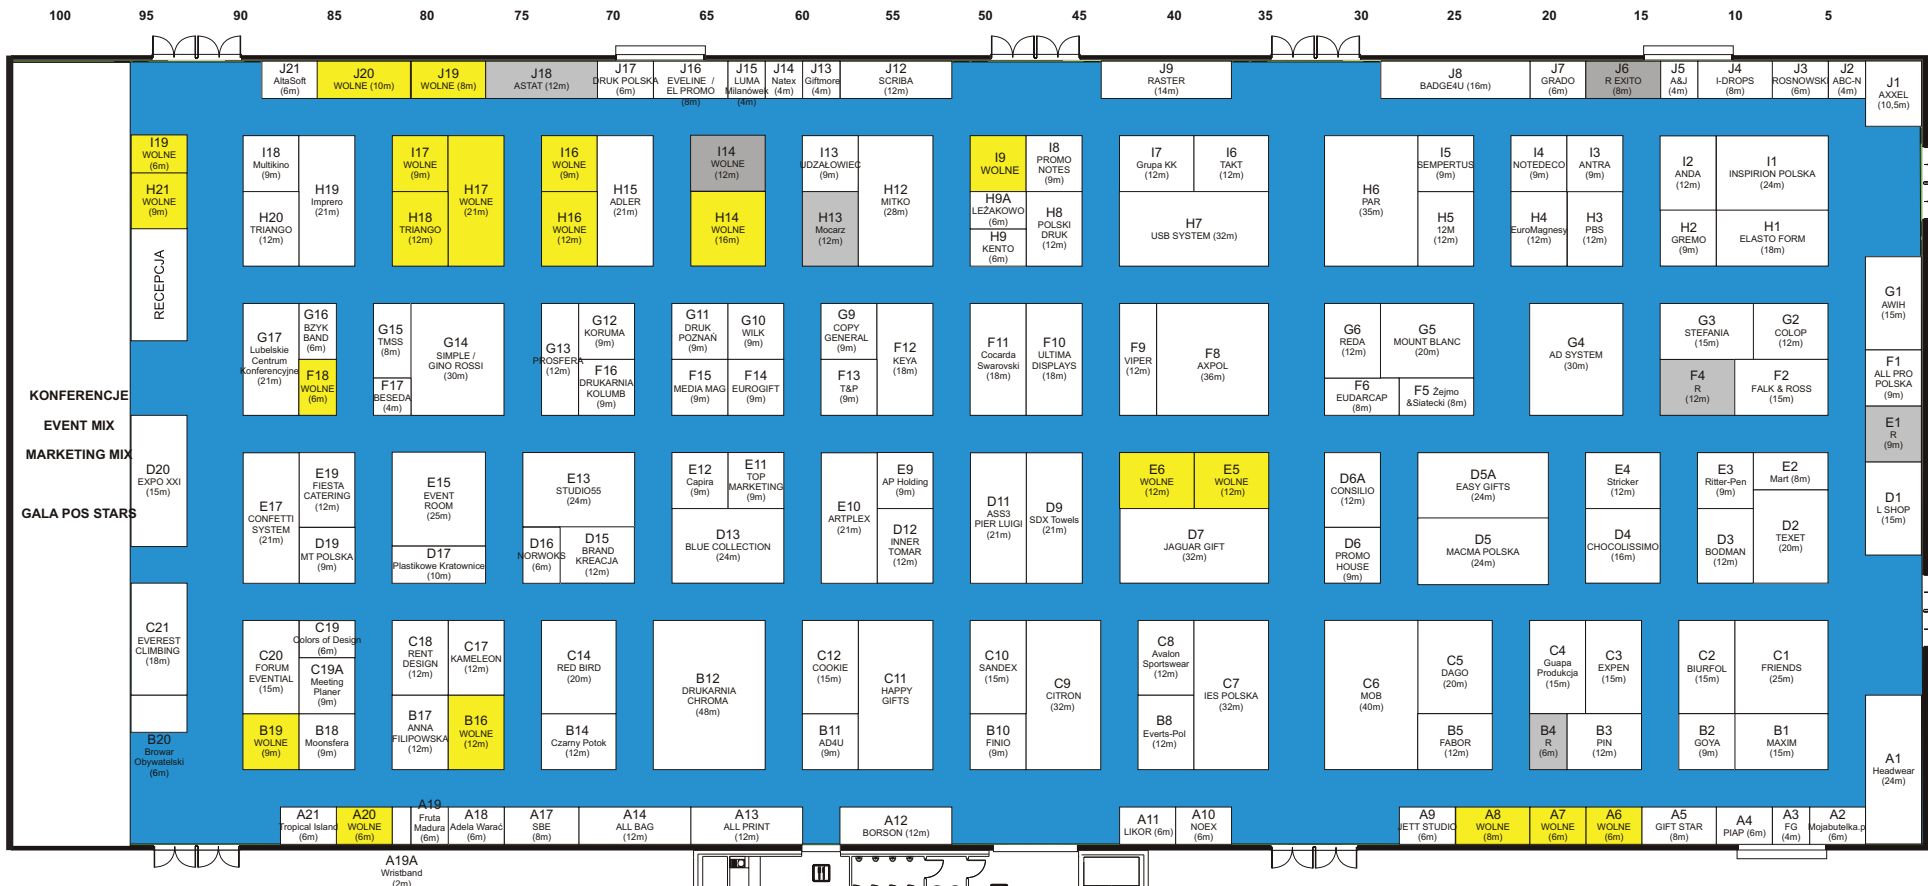 100 95 90 85 80 75 70 65 60 55 50 45 40 35 30 25 20 15 10 5
J21
AltaSoft
(6m)
J20
WOLNE (10m)
J19
WOLNE (8m)
J18
ASTAT (12m)
J17
DRUK POLSKA
(6m)
J16
EVELINE /
EL PROMO
(8m)
J15
LUMA
Milanówek
(4m)
J14
Natex
(4m)
J13
Giftmore
(4m)
J12
SCRIBA
(12m)
J9
RASTER
(14m)
J8
BADGE4U (16m)
J7
GRADO
(6m)
J6
R EXITO
(8m)
J5
A&J
(4m)
J4
I-DROPS
(8m)
J3
ROSNOWSKI
(6m)
J2
ABC-N
(4m)
J1
AXXEL
(10,5m)
I19
WOLNE
(6m)
H21
WOLNE
(9m)
RECEPCJA
I18
Multikino
(9m)
H20
TRIANGO
(12m)
H19
Imprero
(21m)
I17
WOLNE
(9m)
H18
TRIANGO
(12m)
H17
WOLNE
(21m)
I16
WOLNE
(9m)
H16
WOLNE
(12m)
H15
ADLER
(21m)
I14
WOLNE
(12m)
H14
WOLNE
(16m)
I13
UDZAŁOWIEC
(9m)
H13
Mocarz
(12m)
H12
MITKO
(28m)
I9
WOLNE
H9A
LEŻAKOWO
(6m)
H9
KENTO
(6m)
I8
PROMO
NOTES
(9m)
H8
POLSKI
DRUK
(12m)
I7
Grupa KK
(12m)
I6
TAKT
(12m)
H7
USB SYSTEM (32m)
H6
PAR
(35m)
I5
SEMPERTUS
(9m)
H5
12M
(12m)
I4
NOTEDECO
(9m)
I3
ANTRA
(9m)
H4
EuroMagnesy
(12m)
H3
PBS
(12m)
I2
ANDA
(12m)
I1
INSPIRION POLSKA
(24m)
H2
GREMO
(9m)
H1
ELASTO FORM
(18m)
G17
Lubelskie
Centrum
Konferencyjne
(21m)
G16
BZYK
BAND
(6m)
F18
WOLNE
(6m)
G15
TMSS
(8m)
F17
BESEDA
(4m)
G14
SIMPLE /
GINO ROSSI
(30m)
G13
PROSFERA
(12m)
G12
KORUMA
(9m)
F16
DRUKARNIA
KOLUMB
(9m)
G11
DRUK
POZNAŃ
(9m)
G10
WILK
(9m)
F15
MEDIA MAG
(9m)
F14
EUROGIFT
(9m)
G9
COPY
GENERAL
(9m)
F13
T&P
(9m)
F12
KEYA
(18m)
F11
Cocarda
Swarovski
(18m)
F10
ULTIMA
DISPLAYS
(18m)
F9
VIPER
(12m)
F8
AXPOL
(36m)
G6
REDA
(12m)
G5
MOUNT BLANC
(20m)
F6
EUDARCAP
(8m)
F5 Żejmo
&Siatecki (8m)
G4
AD SYSTEM
(30m)
G3
STEFANIA
(15m)
G2
COLOP
(12m)
F4
R
(12m)
F2
FALK & ROSS
(15m)
G1
AWIH
(15m)
F1
ALL PRO
POLSKA
(9m)
E1
R
(9m)
D1
L SHOP
(15m)
KONFERENCJE
EVENT MIX
MARKETING MIX
GALA POS STARS
D20
EXPO XXI
(15m)
E17
CONFETTI
SYSTEM
(21m)
E19
FIESTA
CATERING
(12m)
D19
MT POLSKA
(9m)
E15
EVENT
ROOM
(25m)
D17
Plastikowe Kratownice
(10m)
E13
STUDIO55
(24m)
D16
NORWOKS
(6m)
D15
BRAND
KREACJA
(12m)
E12
Capira
(9m)
E11
TOP
MARKETING
(9m)
D13
BLUE COLLECTION
(24m)
E10
ARTPLEX
(21m)
E9
AP Holding
(9m)
D12
INNER
TOMAR
(12m)
D11
ASS3
PIER LUIGI
(21m)
D9
SDX Towels
(21m)
E6
WOLNE
(12m)
E5
WOLNE
(12m)
D7
JAGUAR GIFT
(32m)
D6A
CONSILIO
(12m)
D6
PROMO
HOUSE
(9m)
D5A
EASY GIFTS
(24m)
D5
MACMA POLSKA
(24m)
E4
Stricker
(12m)
D4
CHOCOLISSIMO
(16m)
E3
Ritter-Pen
(9m)
E2
Mart (8m)
D3
BODMAN
(12m)
D2
TEXET
(20m)
C21
EVEREST
CLIMBING
(18m)
B20
Browar
Obywatelski
(6m)
C20
FORUM
EVENTIAL
(15m)
C19
Colors of Design
(6m)
C19A
Meeting
Planer
(9m)
B19
WOLNE
(9m)
B18
Moonsfera
(9m)
C18
RENT
DESIGN
(12m)
C17
KAMELEON
(12m)
B17
ANNA
FILIPOWSKA
(12m)
B16
WOLNE
(12m)
C14
RED BIRD
(20m)
B14
Czarny Potok
(12m)
B12
DRUKARNIA
CHROMA
(48m)
C12
COOKIE
(15m)
B11
AD4U
(9m)
C11
HAPPY
GIFTS
C10
SANDEX
(15m)
B10
FINIO
(9m)
C9
CITRON
(32m)
C8
Avalon
Sportswear
(12m)
B8
Everts-Pol
(12m)
C7
IES POLSKA
(32m)
C6
MOB
(40m)
C5
DAGO
(20m)
B5
FABOR
(12m)
C4
Guapa
Produkcja
(15m)
C3
EXPEN
(15m)
B4
R
(6m)
B3
PIN
(12m)
C2
BIURFOL
(15m)
C1
FRIENDS
(25m)
B2
GOYA
(9m)
B1
MAXIM
(15m)
A1
Headwear
(24m)
A21
Tropical Island
(6m)
A20
WOLNE
(6m)
A19
Fruta
Madura
(6m)
A18
Adela Warać
(6m)
A17
SBE
(8m)
A14
ALL BAG
(12m)
A13
ALL PRINT
(12m)
A12
BORSON (12m)
A11
LIKOR (6m)
A10
NOEX
(6m)
A9
JETT STUDIO
(6m)
A8
WOLNE
(8m)
A7
WOLNE
(6m)
A6
WOLNE
(6m)
A5
GIFT STAR
(8m)
A4
PIAP (6m)
A3
FG
(4m)
A2
Mojabutelka.p
(6m)
A19A
Wristband
(2m)